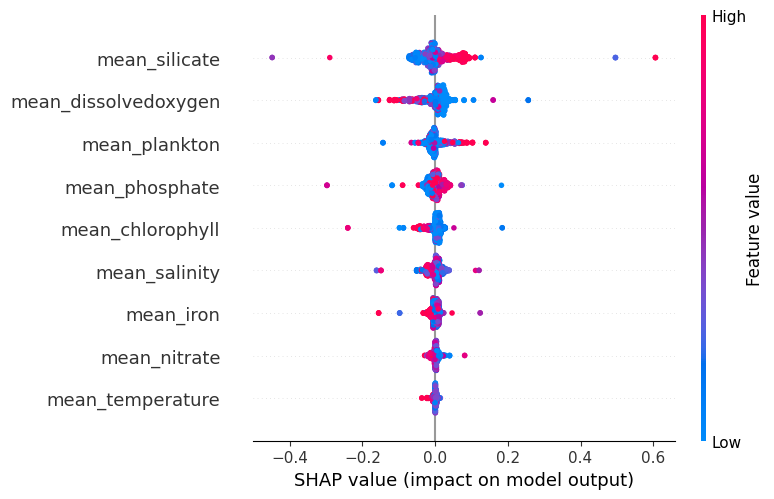 High
mean_silicate
mean_dissolvedoxygen
mean_plankton
mean_phosphate
mean_chlorophyll
mean_salinity
mean_iron
mean_nitrate
mean_temperature
Feature value
Low
−0.4 −0.2 0.0 0.2 0.4 0.6
SHAP value (impact on model output)